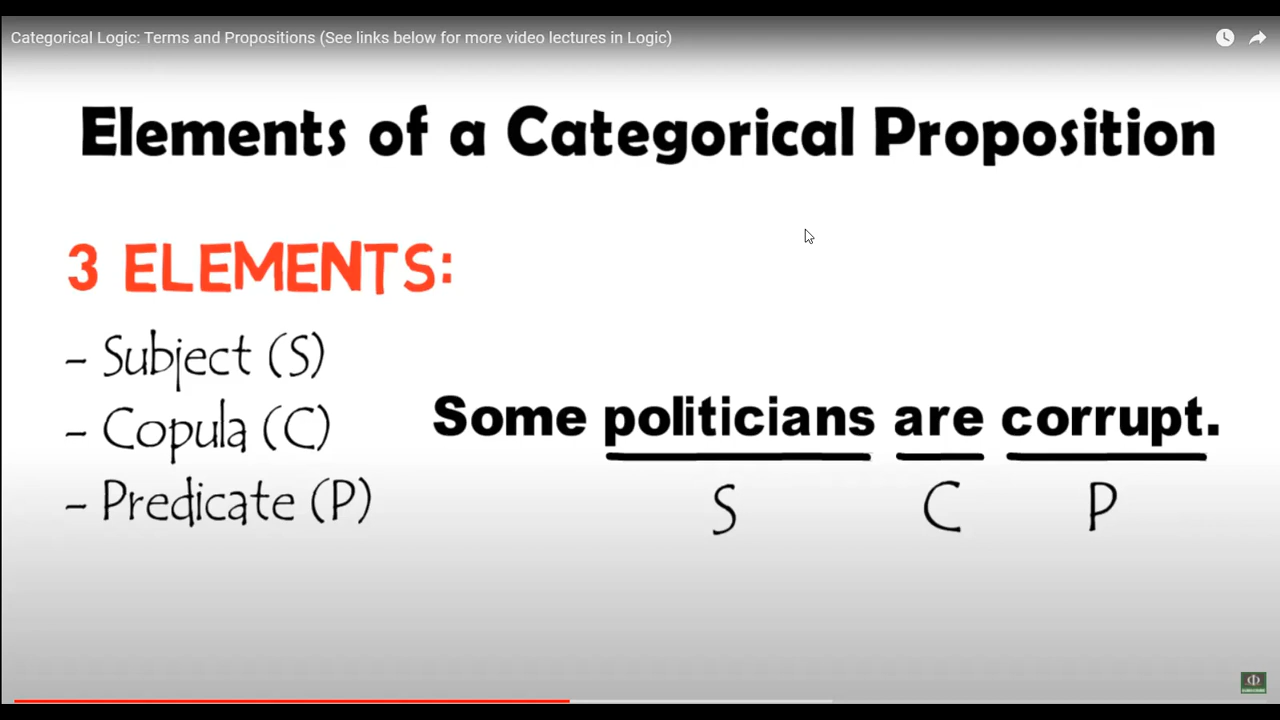 Categorical Logic: Terms and Propositions (See links below for more video lectures in Logic)
Elements of a Categorical Proposition
3 ELEMENTS:
- Subject (S)
- Copula (C)
- Predicate (P)
Some politicians are corrupt.
S C P